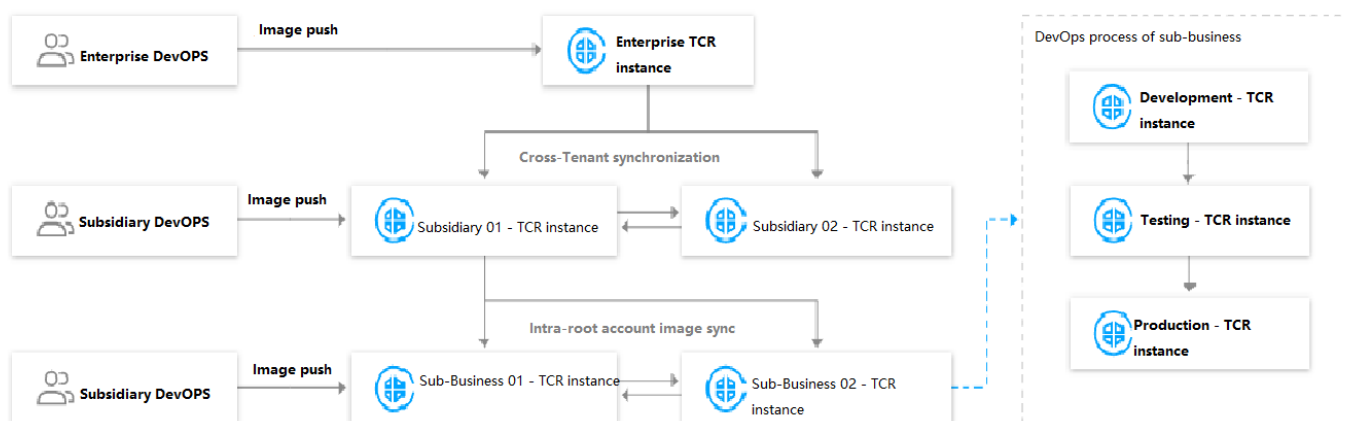 Image push
Enterprise DevOPS
Enterprise TCR
instance
DevOps process of sub-business
Development - TCR
instance
Cross-Tenant synchronization
Image push
Subsidiary DevOPS
Subsidiary 01 - TCR instance
Subsidiary 02 - TCR instance
Testing - TCR instance
Intra-root account image sync
Production - TCR
instance
Image push
Subsidiary DevOPS
Sub-Business 01 - TCR instance
Sub-Business 02 - TCR
instance